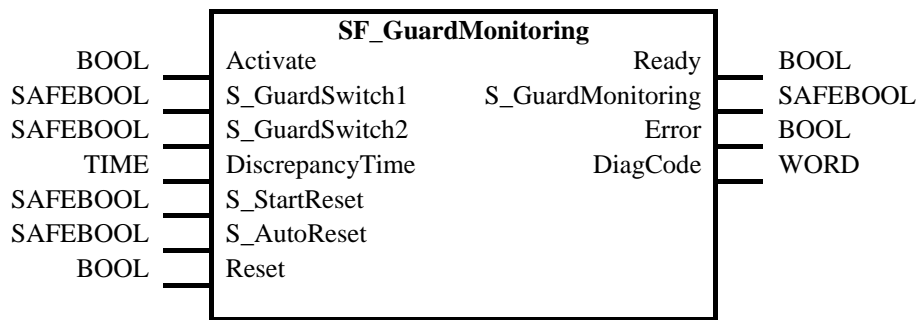 SF_GuardMonitoring
BOOL Activate Ready BOOL
SAFEBOOL S_GuardSwitch1 S_GuardMonitoring SAFEBOOL
SAFEBOOL S_GuardSwitch2 Error BOOL
TIME DiscrepancyTime DiagCode WORD
SAFEBOOL S_StartReset
SAFEBOOL S_AutoReset
BOOL Reset